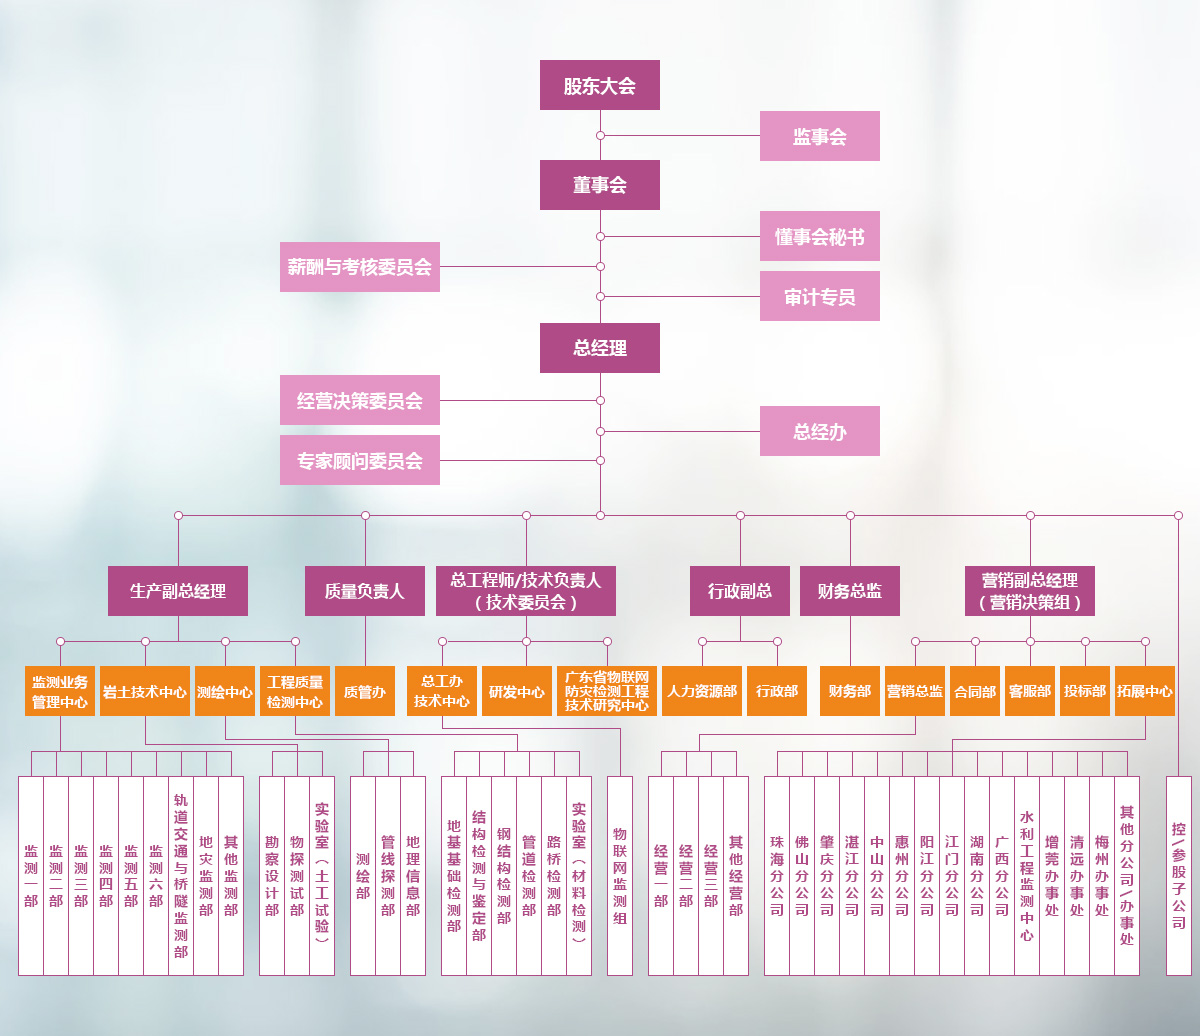 股东大会
监事会
董事会
懂事会秘书
薪酬与考核委员会
审计专员
总经理
经营决策委员会
总经办
专家顾问委员会
生产副总经理
质量负责人
总工程师/技术负责人
（技术委员会）
行政副总
财务总监
营销副总经理
（营销决策组）
监测业务
管理中心
岩土技术中心
测绘中心
工程质量
检测中心
质管办
总工办
技术中心
研发中心
广东省物联网
防灾检测工程
技术研究中心
人力资源部
行政部
财务部
营销总监
合同部
客服部
投标部
拓展中心
监测一部
监测二部
监测三部
监测四部
监测五部
监测六部
轨道交通与桥隧监测部
地灾监测部
其他监测部
勘察设计部
物探测试部
实验室（土工试验）
测绘部
管线探测部
地理信息部
地基基础检测部
结构检测与鉴定部
钢结构检测部
管道检测部
路桥检测部
实验室（材料检测）
物联网监测组
经营一部
经营二部
经营三部
其他经营部
珠海分公司
佛山分公司
肇庆分公司
湛江分公司
中山分公司
惠州分公司
阳江分公司
江门分公司
湖南分公司
广西分公司
水利工程监测中心
增莞办事处
清远办事处
梅州办事处
其他分公司/办事处
控/参股子公司